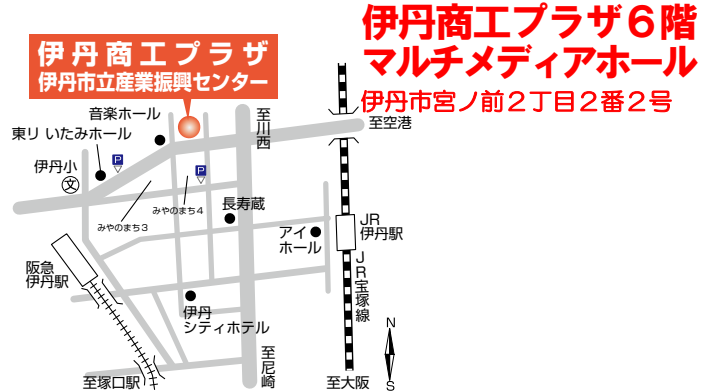 伊丹商工プラザ６階
マルチメディアホール
伊丹市宮ノ前２丁目２番２号
伊丹商工プラザ
伊丹市立産業振興センター
音楽ホール
東リ いたみホール
至川西
至空港
伊丹小
文
P
P
みやのまち3
みやのまち4
長寿蔵
アイ
ホール
JR
伊丹駅
阪急
伊丹駅
JR宝塚線
伊丹
シティホテル
至尼崎
至塚口駅
至大阪
N
S